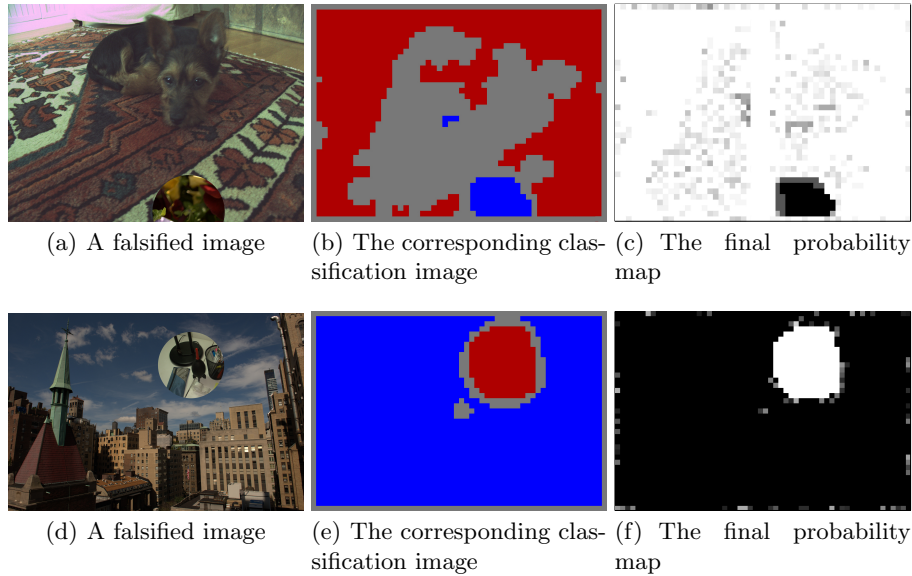 (a) A falsified image
(b) The corresponding clas-
sification image
(c) The final probability
map
(d) A falsified image
(e) The corresponding clas-
sification image
(f) The final probability
map